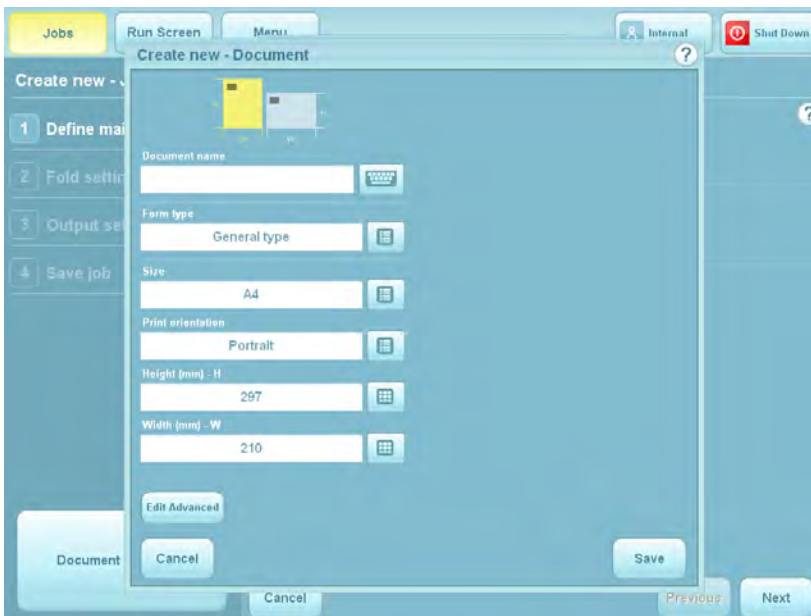 Jobs
Run Screen
Menu
Internal
Shut Down
Create new - Document
?
Create new -
1 Define mai
2 Fold settin
3 Output se
4 Save job
?
Document name
Form type
General type
Size
A4
Print orientation
Portrait
Height (mm) - H
297
Width (mm) - W
210
Edit Advanced
Cancel
Save
Document
Cancel
Previous
Next